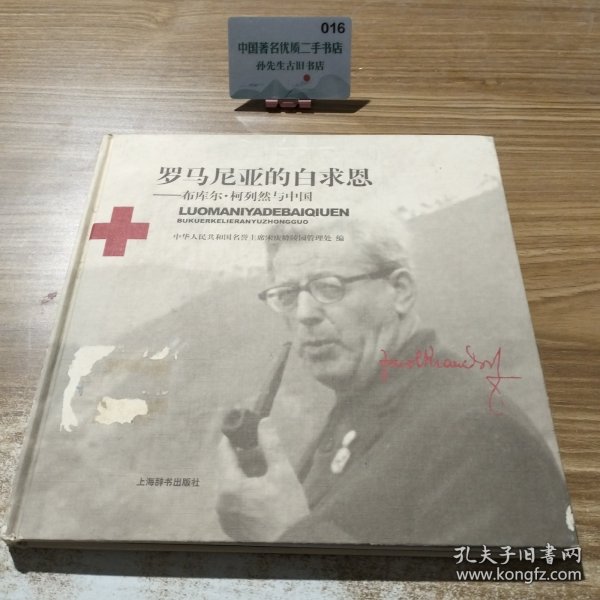 016
中国著名优质二手书店
孙先生古旧书店
罗马尼亚的白求恩
——布库尔·柯列然与中国
LUOMANIYADEBAIQIUEN
BUKUERKELIERANYUZHONGGUO
中华人民共和国名誉主席宋庆龄陵园管理处 编
上海辞书出版社
孔夫子旧书网
www.kongfz.com